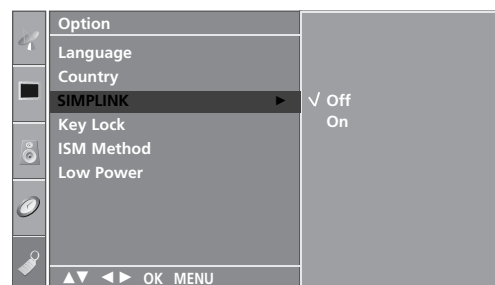 Option
Language
Country
SIMPLINK ►
Key Lock
ISM Method
Low Power
√ Off
On
▲▼ ◄► OK MENU